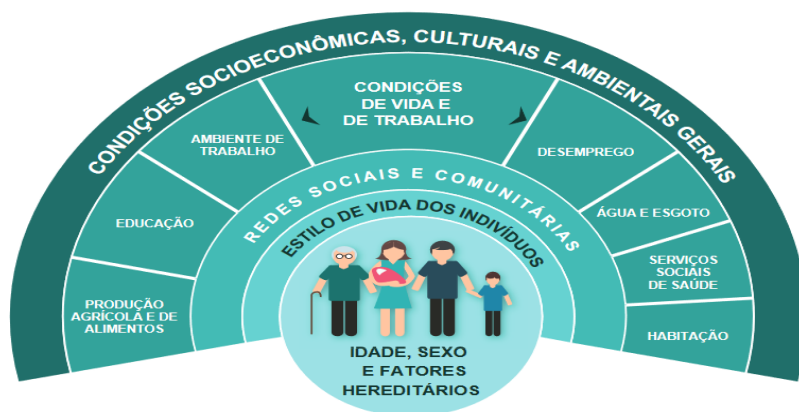 CONDIÇÕES SOCIOECONÔMICAS, CULTURAIS E AMBIENTAIS GERAIS
CONDIÇÕES
DE VIDA E
DE TRABALHO
AMBIENTE DE
TRABALHO
DESEMPREGO
EDUCAÇÃO
ÁGUA E ESGOTO
PRODUÇÃO
AGRÍCOLA E DE
ALIMENTOS
SERVIÇOS
SOCIAIS
DE SAÚDE
HABITAÇÃO
REDES SOCIAIS E COMUNITÁRIAS
ESTILO DE VIDA DOS INDIVÍDUOS
IDADE, SEXO
E FATORES
HEREDITÁRIOS